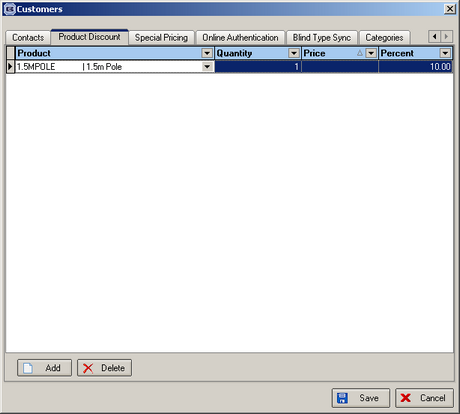 Customers
Contacts Product Discount Special Pricing Online Authentication Blind Type Sync Categories
Product Quantity Price Percent
1.5MPOLE | 1.5m Pole 1 10.00
Add Delete
Save Cancel